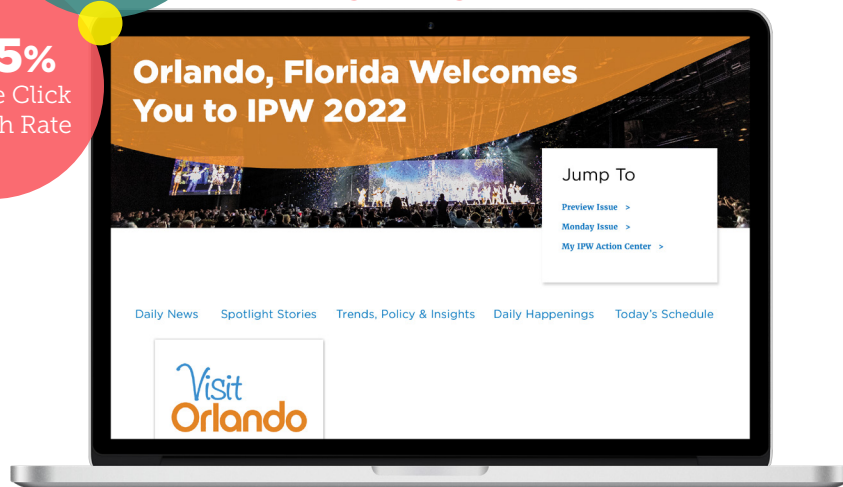 5%
Click
Rate
Orlando, Florida Welcomes
You to IPW 2022
Jump To
Preview Issue >
Monday Issue >
My IPW Action Center >
Daily News Spotlight Stories Trends, Policy & Insights Daily Happenings Today's Schedule
Visit
Orlando